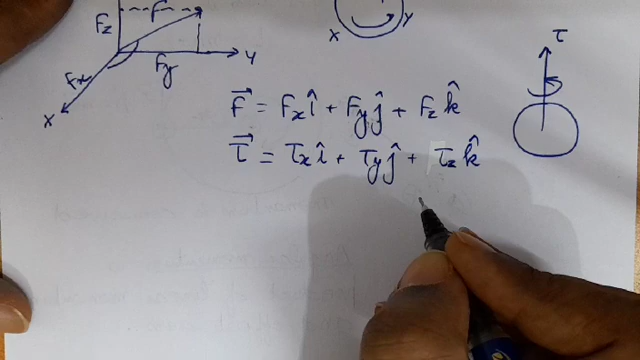 F
Fz
Fx
Fy
Y
X
X Y
τ
F⃗ = Fx î + Fy ĵ + Fz k̂
τ⃗ = τx î + τy ĵ + τz k̂